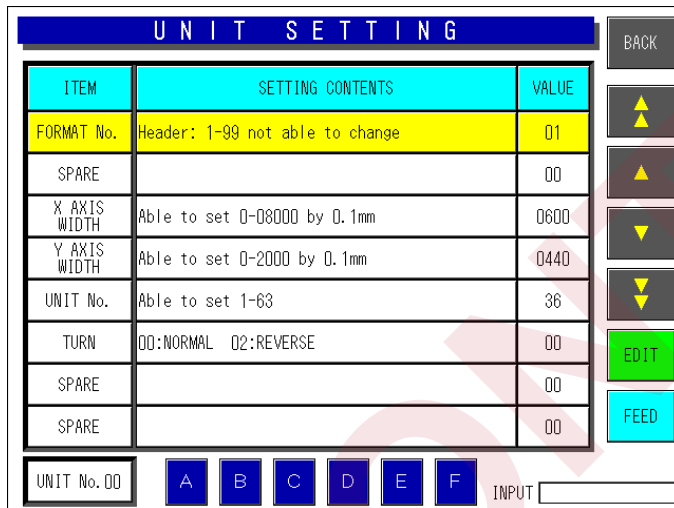 UNIT SETTING
BACK
ITEM SETTING CONTENTS VALUE
FORMAT No. Header: 1-99 not able to change 01
SPARE 00
X AXIS
WIDTH Able to set 0-08000 by 0.1mm 0600
Y AXIS
WIDTH Able to set 0-2000 by 0.1mm 0440
UNIT No. Able to set 1-63 36
TURN 00:NORMAL 02:REVERSE 00
EDIT
SPARE 00
FEED
SPARE 00
UNIT No.00 A B C D E F INPUT